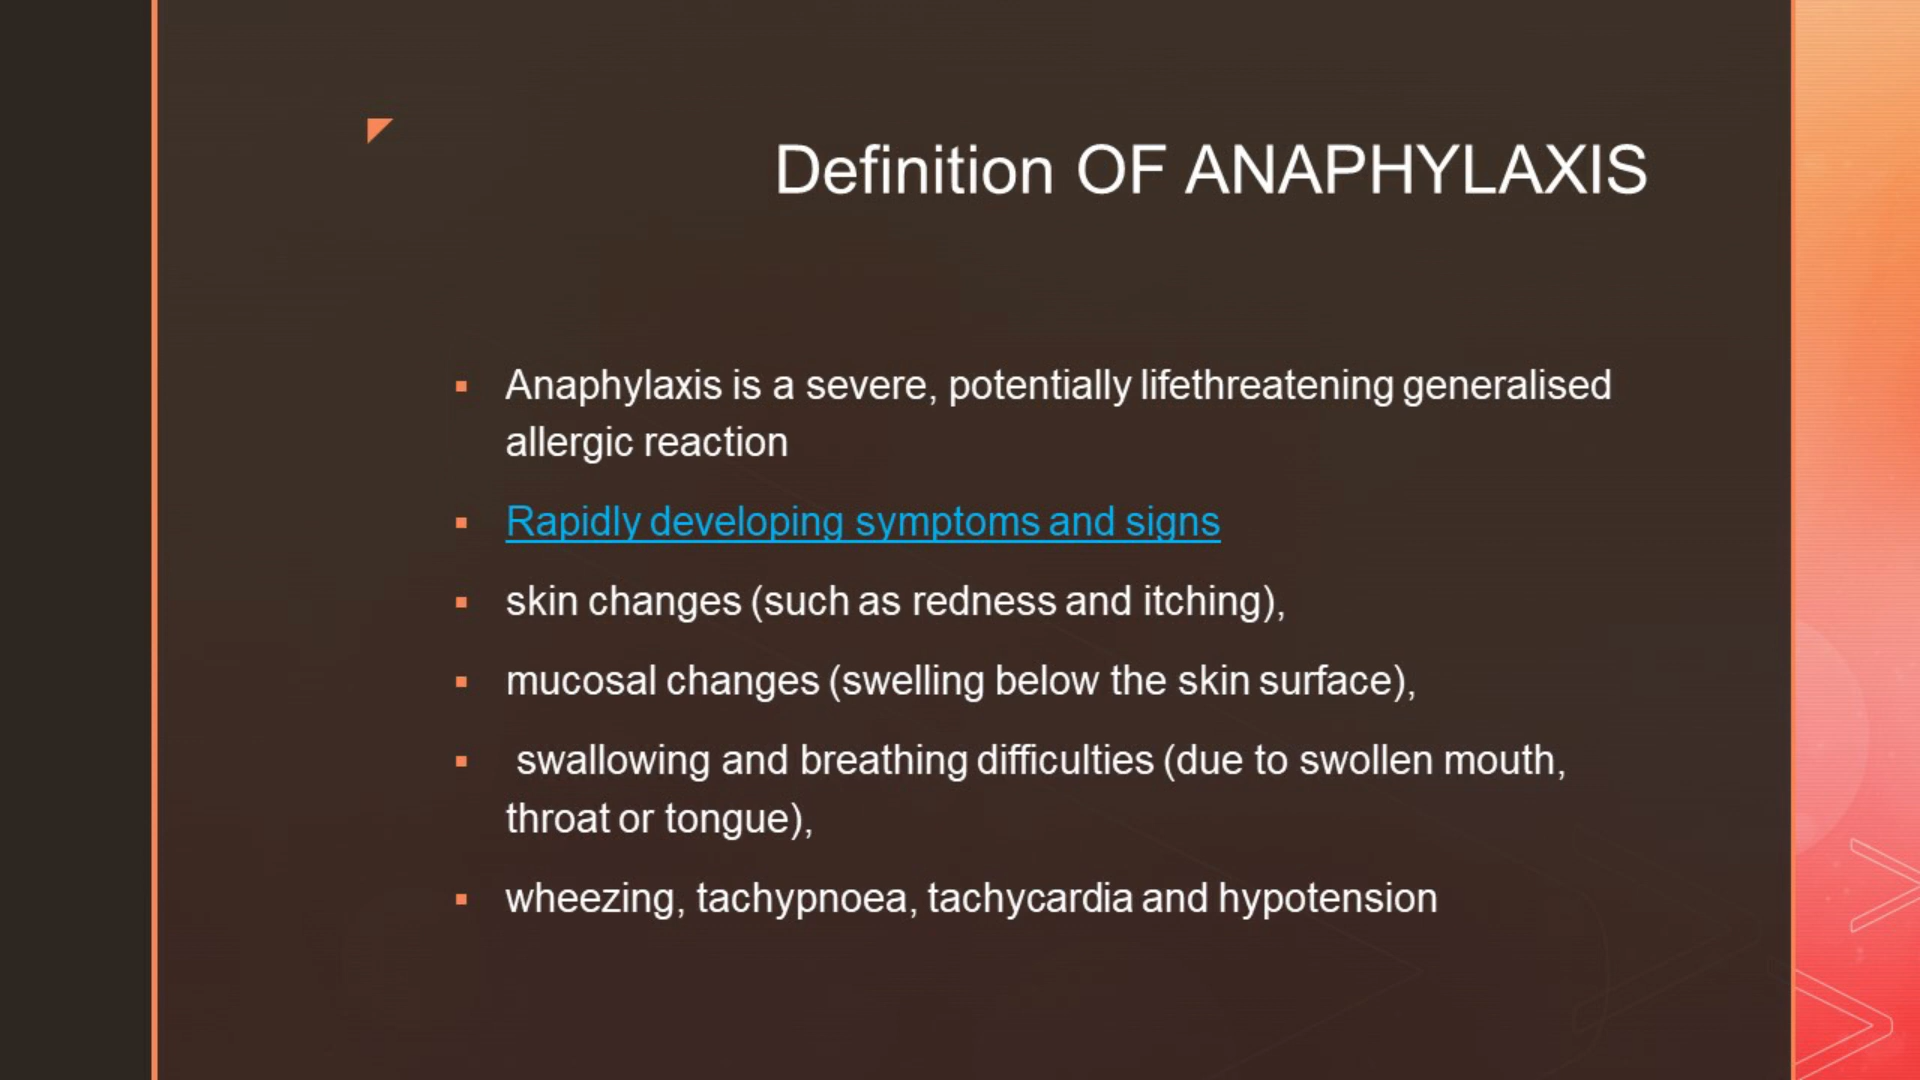 Definition OF ANAPHYLAXIS
▪ Anaphylaxis is a severe, potentially lifethreatening generalised
allergic reaction
▪ Rapidly developing symptoms and signs
▪ skin changes (such as redness and itching),
▪ mucosal changes (swelling below the skin surface),
▪ swallowing and breathing difficulties (due to swollen mouth,
throat or tongue),
▪ wheezing, tachypnoea, tachycardia and hypotension